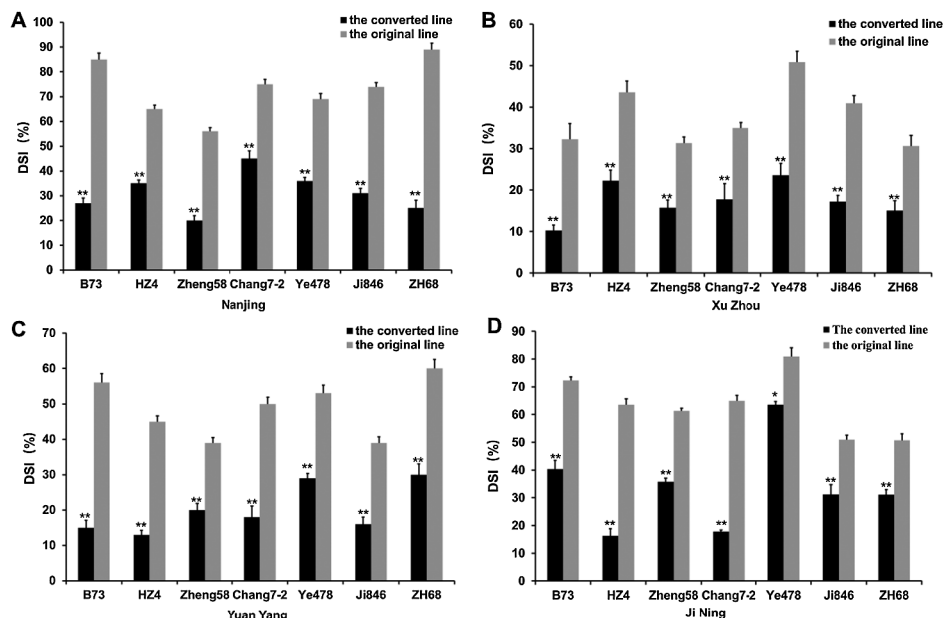 A
the converted line
the original line
DSI (%)
100
90
80
70
60
50
40
30
20
10
0
** ** ** ** ** ** **
B73 HZ4 Zheng58 Chang7-2 Ye478 Ji846 ZH68
Nanjing
B
the converted line
the original line
DSI (%)
60
50
40
30
20
10
0
** ** ** ** ** ** **
B73 HZ4 Zheng58 Chang7-2 Ye478 Ji846 ZH68
Xu Zhou
C
the converted line
the original line
DSI (%)
70
60
50
40
30
20
10
0
** ** ** ** ** ** **
B73 HZ4 Zheng58 Chang7-2 Ye478 Ji846 ZH68
Yuan Yang
D
The converted line
the original line
DSI (%)
90
80
70
60
50
40
30
20
10
0
** ** ** ** * ** **
B73 HZ4 Zheng58 Chang7-2 Ye478 Ji846 ZH68
Ji Ning